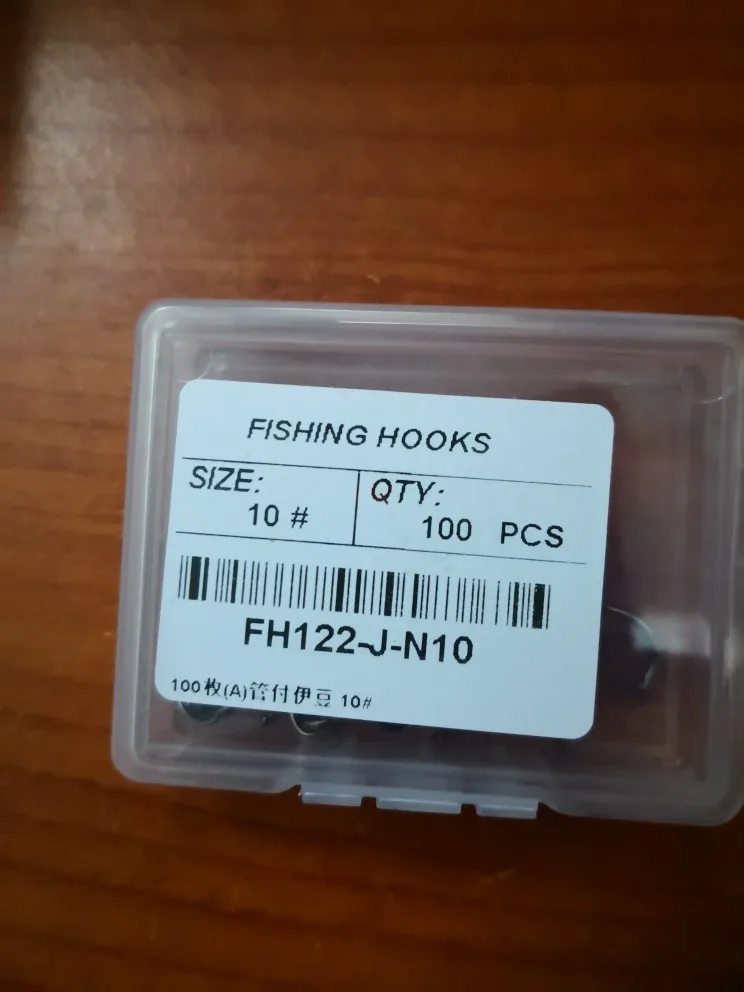 FISHING HOOKS
SIZE: QTY:
10 # 100 PCS
FH122-J-N10
100枚(A)管付伊豆 10#